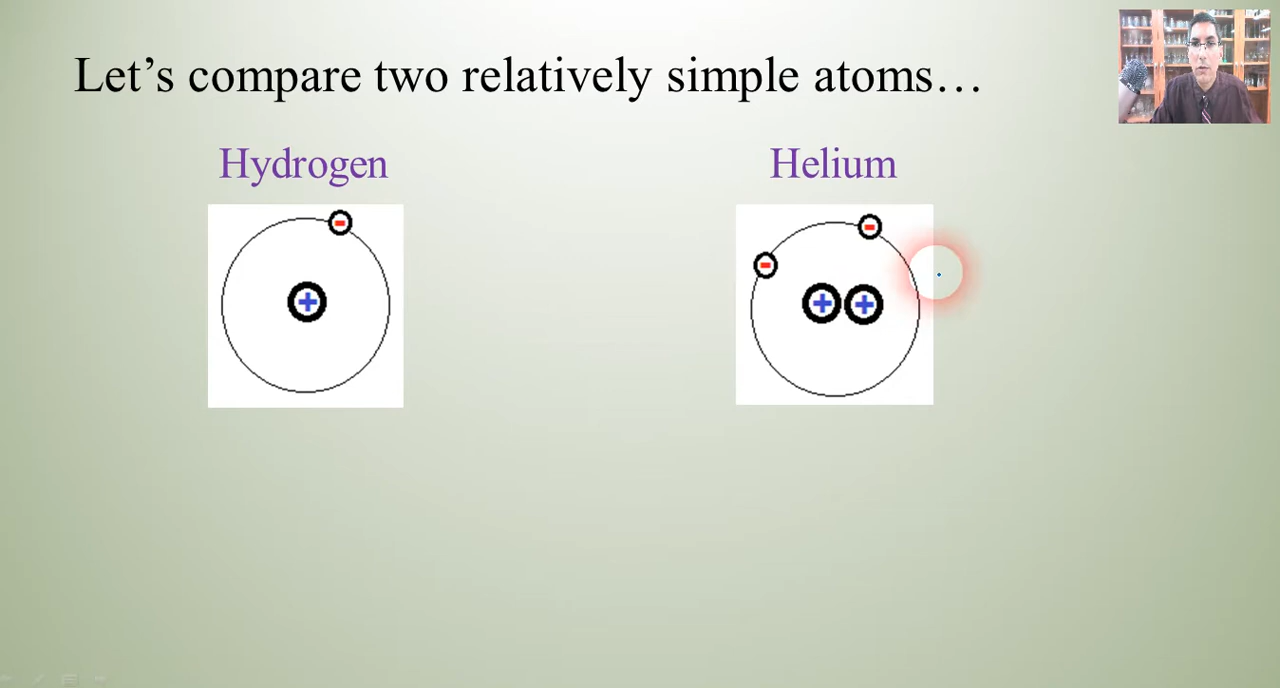 Let’s compare two relatively simple atoms…
Hydrogen
Helium
-
-
-
+
+
+